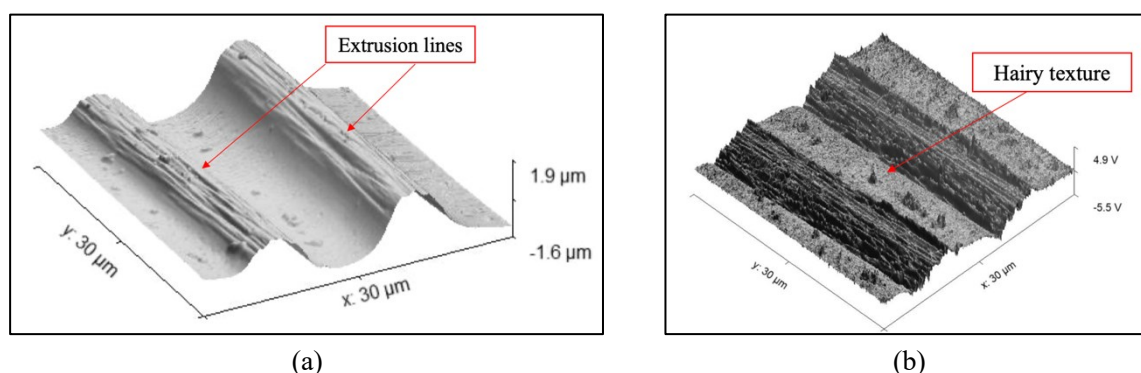 Extrusion lines
1.9 µm
-1.6 µm
y: 30 µm
x: 30 µm
(a)
Hairy texture
4.9 V
-5.5 V
y: 30 µm
x: 30 µm
(b)